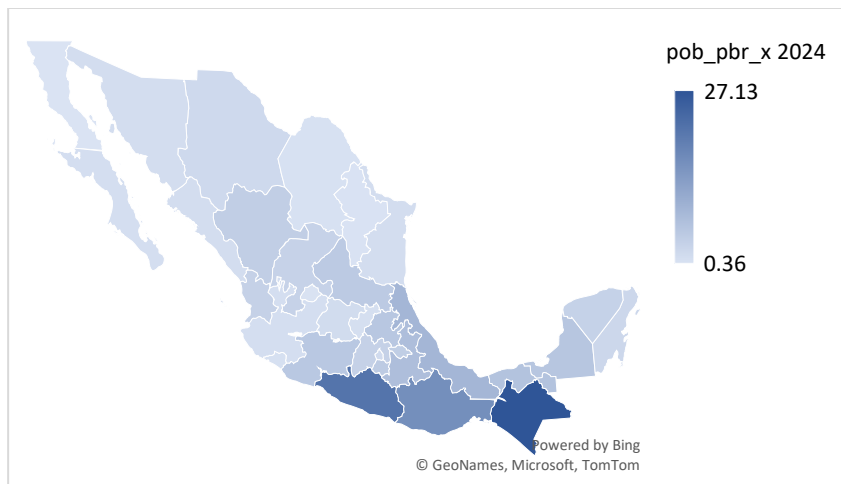 pob_pbr_x 2024
27.13
0.36
Powered by Bing
© GeoNames, Microsoft, TomTom